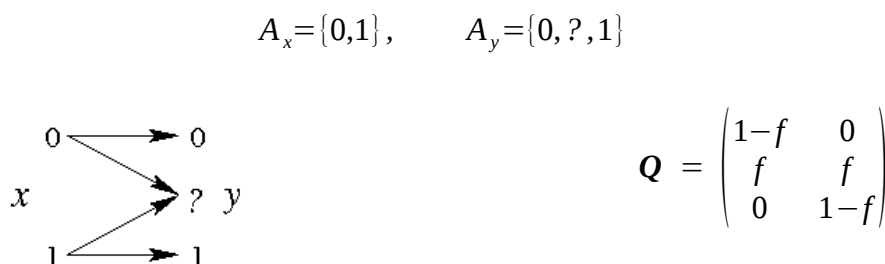 A_x={0,1}, A_y={0,?,1}
0 0
x ? y
1 1
Q = (1−f 0
f f
0 1−f)